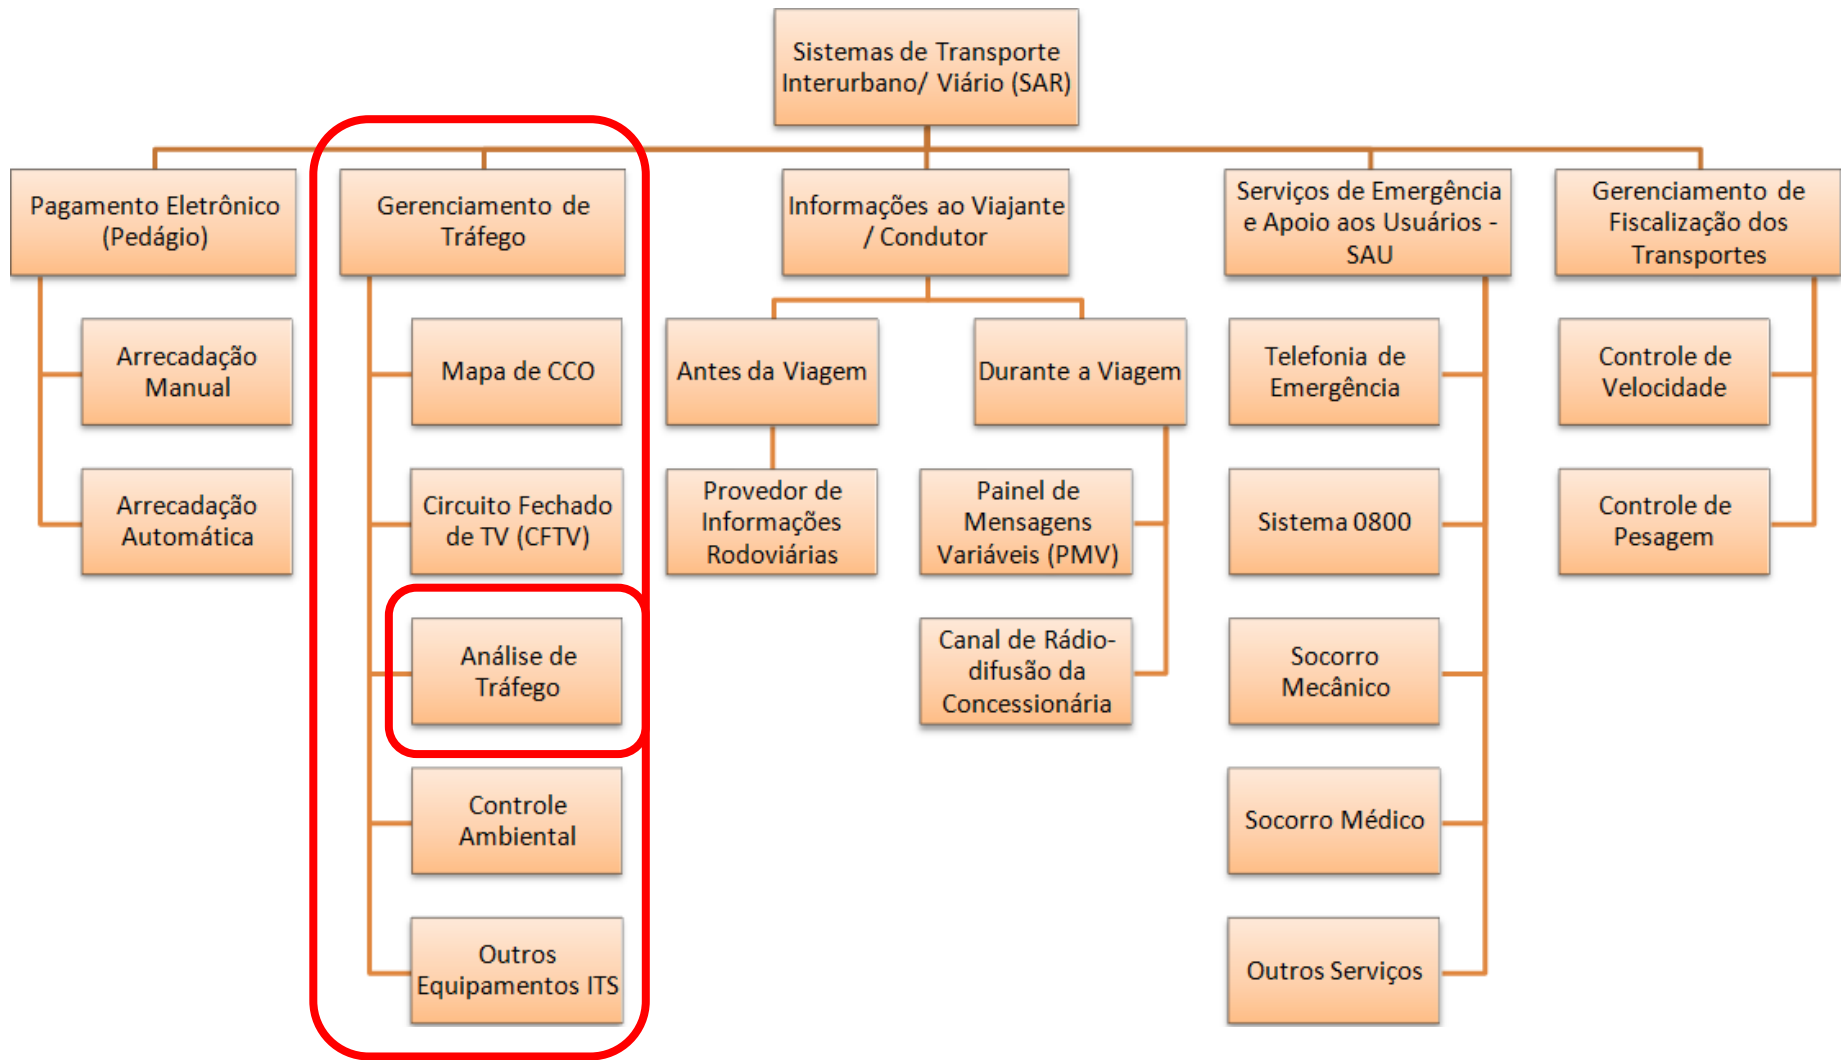 Sistemas de Transporte
Interurbano/ Viário (SAR)
Pagamento Eletrônico
(Pedágio)
Arrecadação
Manual
Arrecadação
Automática
Gerenciamento de
Tráfego
Mapa de CCO
Circuito Fechado
de TV (CFTV)
Análise de
Tráfego
Controle
Ambiental
Outros
Equipamentos ITS
Informações ao Viajante
/ Condutor
Antes da Viagem
Provedor de
Informações
Rodoviárias
Durante a Viagem
Painel de
Mensagens
Variáveis (PMV)
Canal de Rádio-
difusão da
Concessionária
Serviços de Emergência
e Apoio aos Usuários -
SAU
Telefonia de
Emergência
Sistema 0800
Socorro
Mecânico
Socorro Médico
Outros Serviços
Gerenciamento de
Fiscalização dos
Transportes
Controle de
Velocidade
Controle de
Pesagem